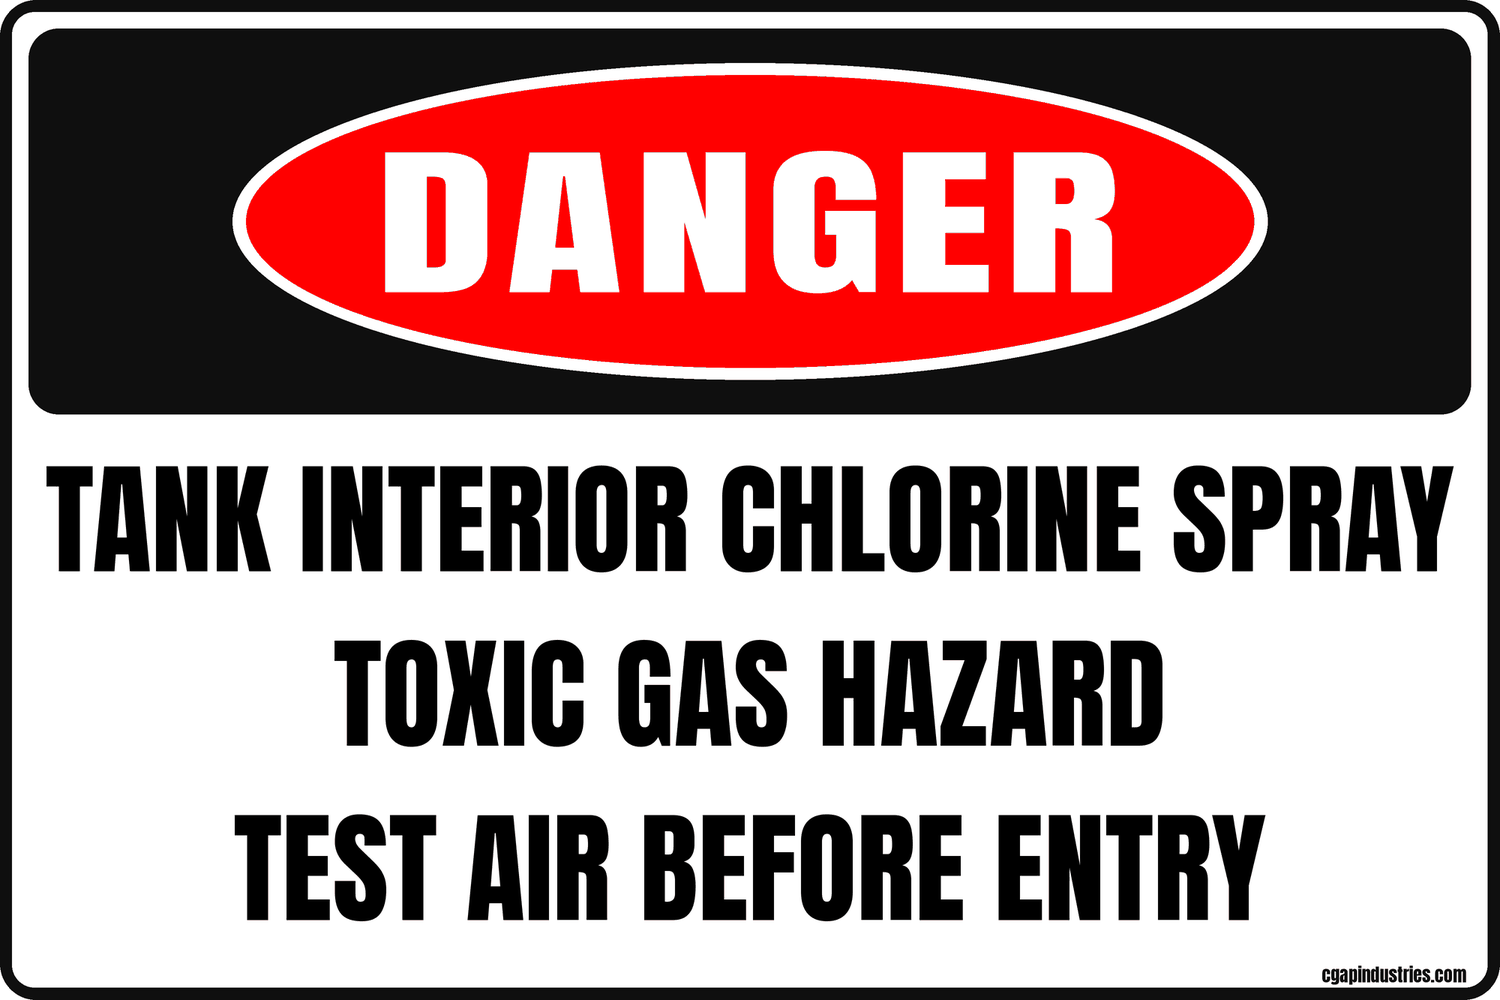 DANGER
TANK INTERIOR CHLORINE SPRAY
TOXIC GAS HAZARD
TEST AIR BEFORE ENTRY
cgapindustries.com